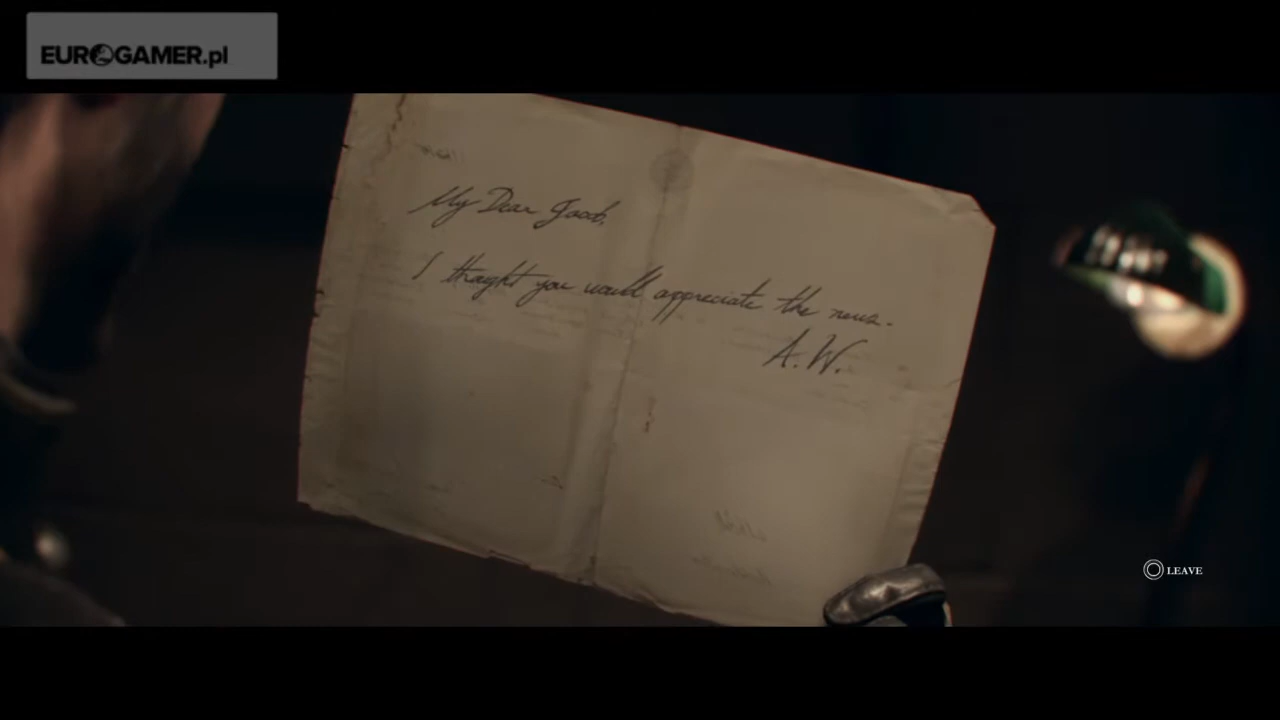 EUROGAMER.pl
My Dear Jacob,
I thought you would appreciate the news.
A.W.
LEAVE